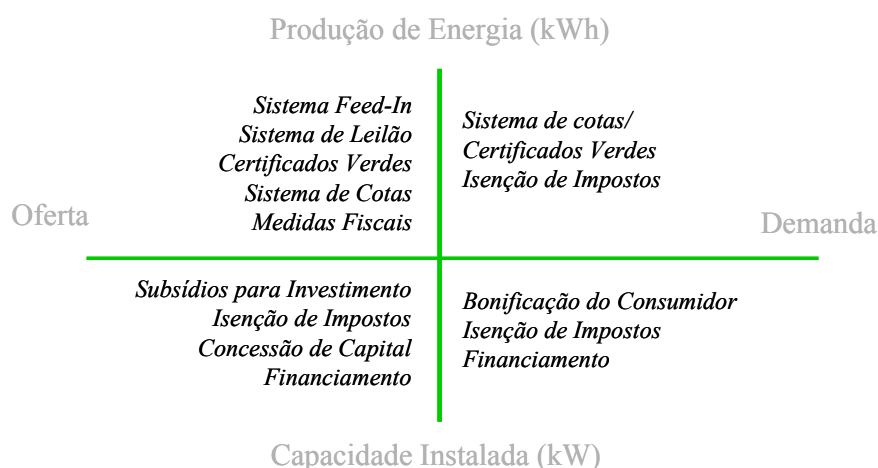 Produção de Energia (kWh)
Sistema Feed-In
Sistema de Leilão
Certificados Verdes
Sistema de Cotas
Medidas Fiscais
Sistema de cotas/
Certificados Verdes
Isenção de Impostos
Oferta
Demanda
Subsídios para Investimento
Isenção de Impostos
Concessão de Capital
Financiamento
Bonificação do Consumidor
Isenção de Impostos
Financiamento
Capacidade Instalada (kW)